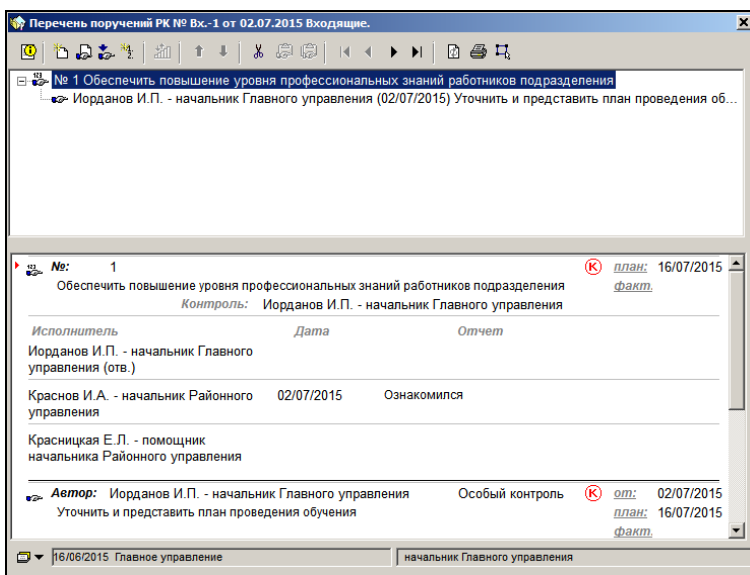 Перечень поручений РК № Вх.-1 от 02.07.2015 Входящие.
№ 1 Обеспечить повышение уровня профессиональных знаний работников подразделения
Иорданов И.П. - начальник Главного управления (02/07/2015) Уточнить и представить план проведения об...
№: 1 К план: 16/07/2015
Обеспечить повышение уровня профессиональных знаний работников подразделения факт.
Контроль: Иорданов И.П. - начальник Главного управления
Исполнитель Дата Отчет
Иорданов И.П. - начальник Главного
управления (отв.)
Краснов И.А. - начальник Районного 02/07/2015 Ознакомился
управления
Красницкая Е.Л. - помощник
начальника Районного управления
Автор: Иорданов И.П. - начальник Главного управления Особый контроль К от: 02/07/2015
Уточнить и представить план проведения обучения план: 16/07/2015
факт.
16/06/2015 Главное управление начальник Главного управления